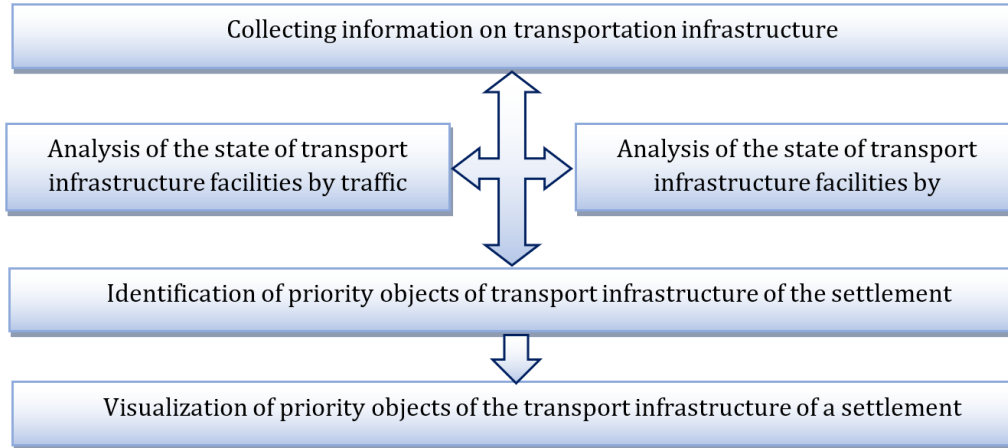 Collecting information on transportation infrastructure
Analysis of the state of transport
infrastructure facilities by traffic
Analysis of the state of transport
infrastructure facilities by
Identification of priority objects of transport infrastructure of the settlement
Visualization of priority objects of the transport infrastructure of a settlement